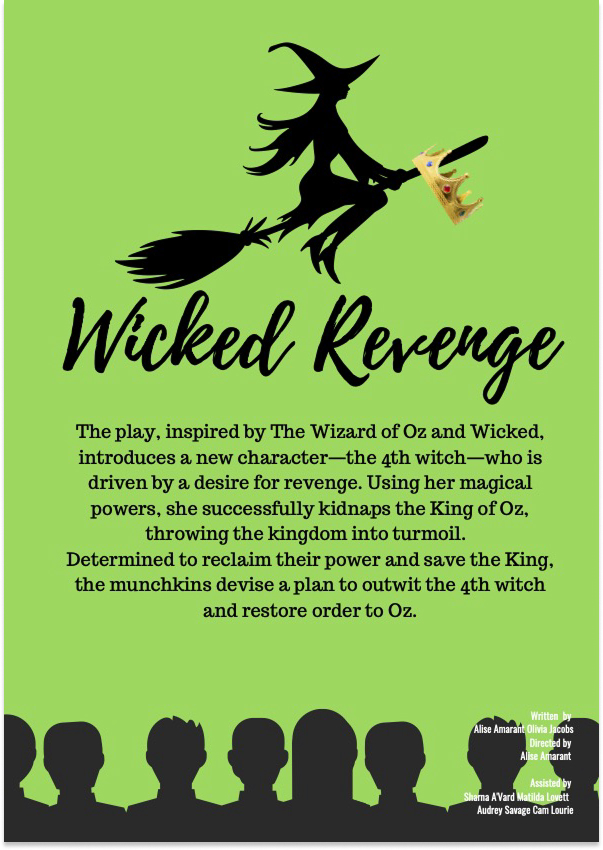 Wicked Revenge
The play, inspired by The Wizard of Oz and Wicked,
introduces a new character—the 4th witch—who is
driven by a desire for revenge. Using her magical
powers, she successfully kidnaps the King of Oz,
throwing the kingdom into turmoil.
Determined to reclaim their power and save the King,
the munchkins devise a plan to outwit the 4th witch
and restore order to Oz.
Written by
Alise Amarant Olivia Jacobs
Directed by
Alise Amarant
Assisted by
Sharna A'Vard Matilda Lovett
Audrey Savage Cam Lourie